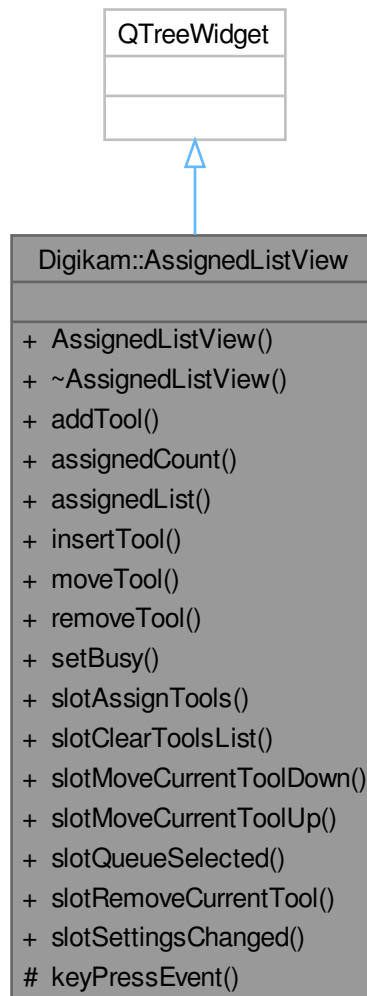 QTreeWidget
Digikam::AssignedListView
+ AssignedListView()
+ ~AssignedListView()
+ addTool()
+ assignedCount()
+ assignedList()
+ insertTool()
+ moveTool()
+ removeTool()
+ setBusy()
+ slotAssignTools()
+ slotClearToolsList()
+ slotMoveCurrentToolDown()
+ slotMoveCurrentToolUp()
+ slotQueueSelected()
+ slotRemoveCurrentTool()
+ slotSettingsChanged()
# keyPressEvent()